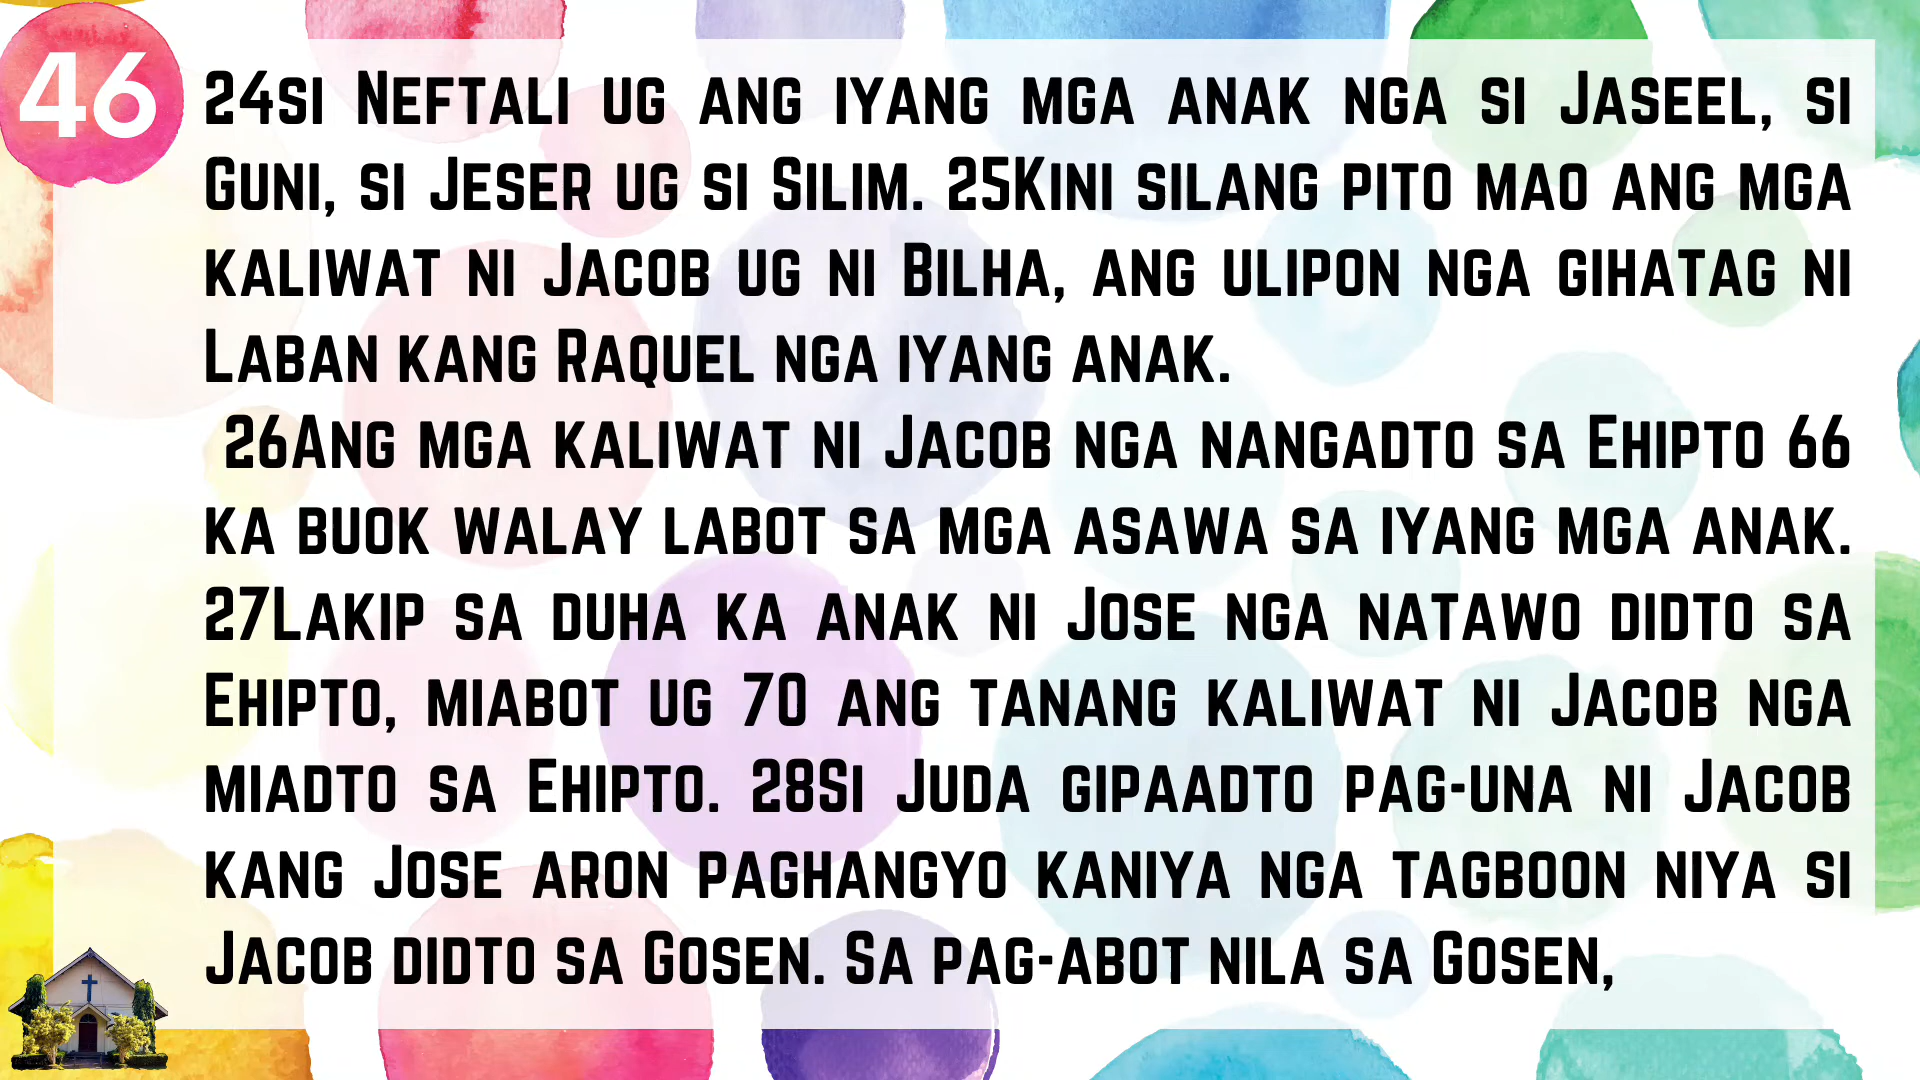 46
24si Neftali ug ang iyang mga anak nga si Jaseel, si
Guni, si Jeser ug si Silim. 25Kini silang pito mao ang mga
kaliwat ni Jacob ug ni Bilha, ang ulipon nga gihatag ni
Laban kang Raquel nga iyang anak.
26Ang mga kaliwat ni Jacob nga nangadto sa Ehipto 66
ka buok walay labot sa mga asawa sa iyang mga anak.
27Lakip sa duha ka anak ni Jose nga natawo didto sa
Ehipto, miabot ug 70 ang tanang kaliwat ni Jacob nga
miadto sa Ehipto. 28Si Juda gipaadto pag-una ni Jacob
kang Jose aron paghangyo kaniya nga tagboon niya si
Jacob didto sa Gosen. Sa pag-abot nila sa Gosen,